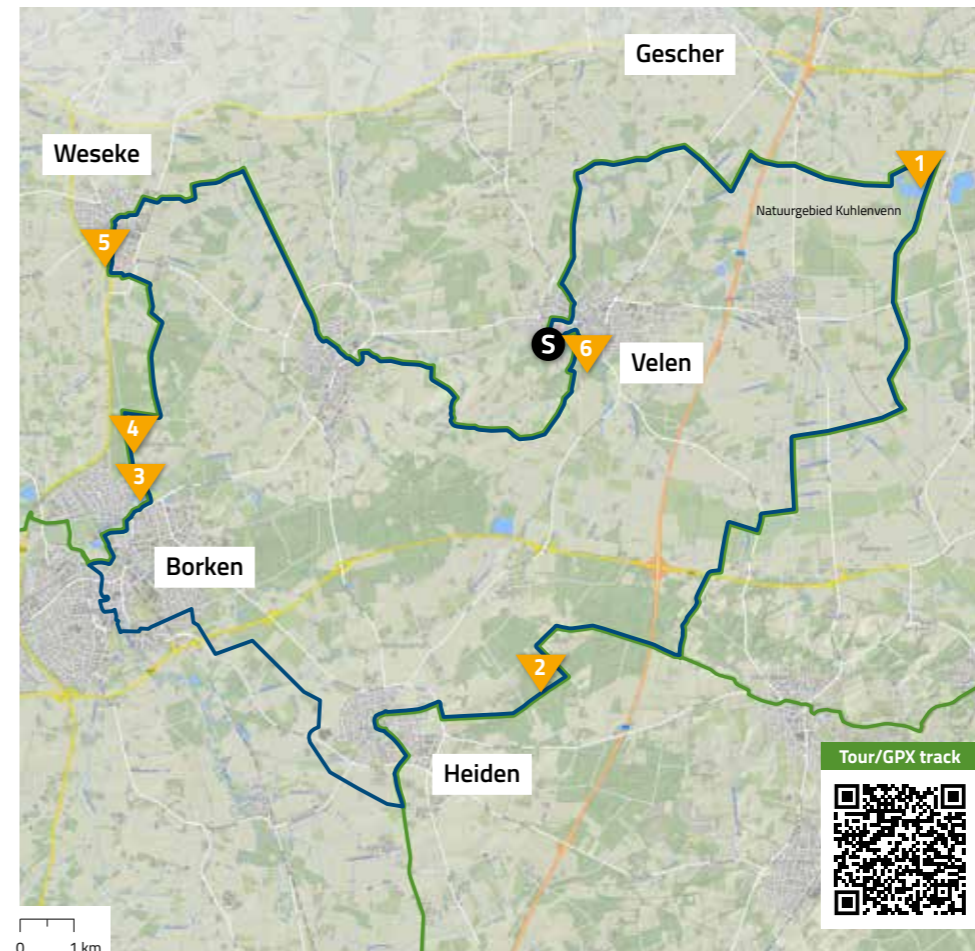 Gescher
Weseke
1
Natuurgebied Kuhlenvenn
5
S
6
Velen
4
3
Borken
2
Heiden
Tour/GPX track
0 1 km